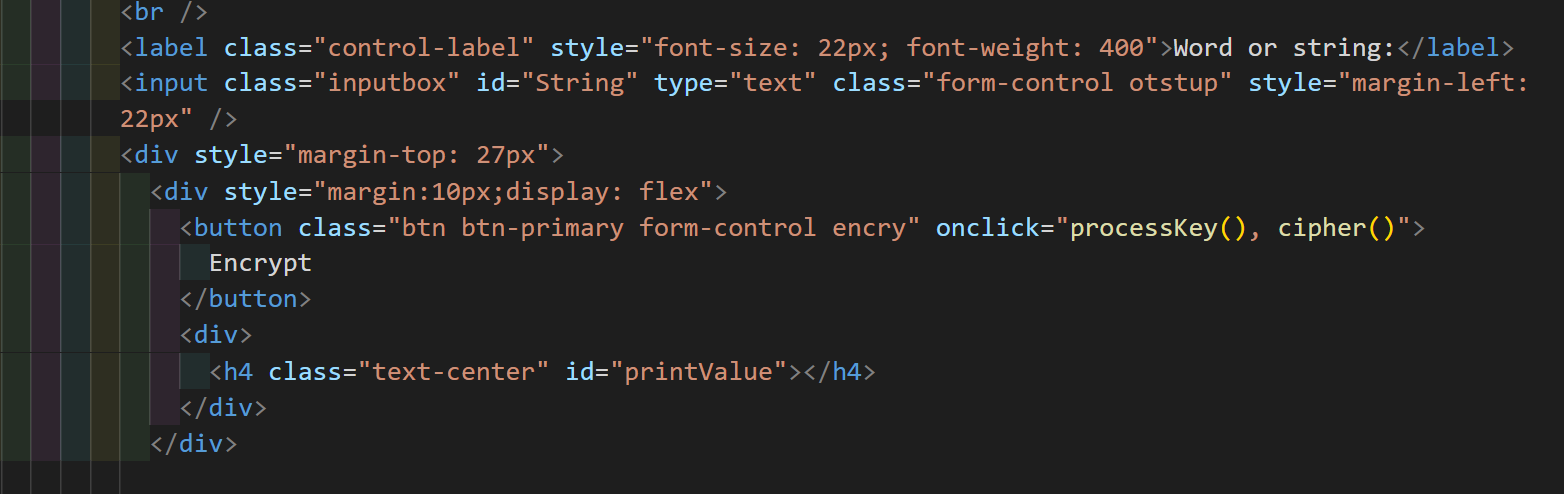 <br />
<label class="control-label" style="font-size: 22px; font-weight: 400">Word or string:</label>
<input class="inputbox" id="String" type="text" class="form-control otstup" style="margin-left:
22px" />
<div style="margin-top: 27px">
<div style="margin:10px;display: flex">
<button class="btn btn-primary form-control encry" onclick="processKey(), cipher()">
Encrypt
</button>
<div>
<h4 class="text-center" id="printValue"></h4>
</div>
</div>